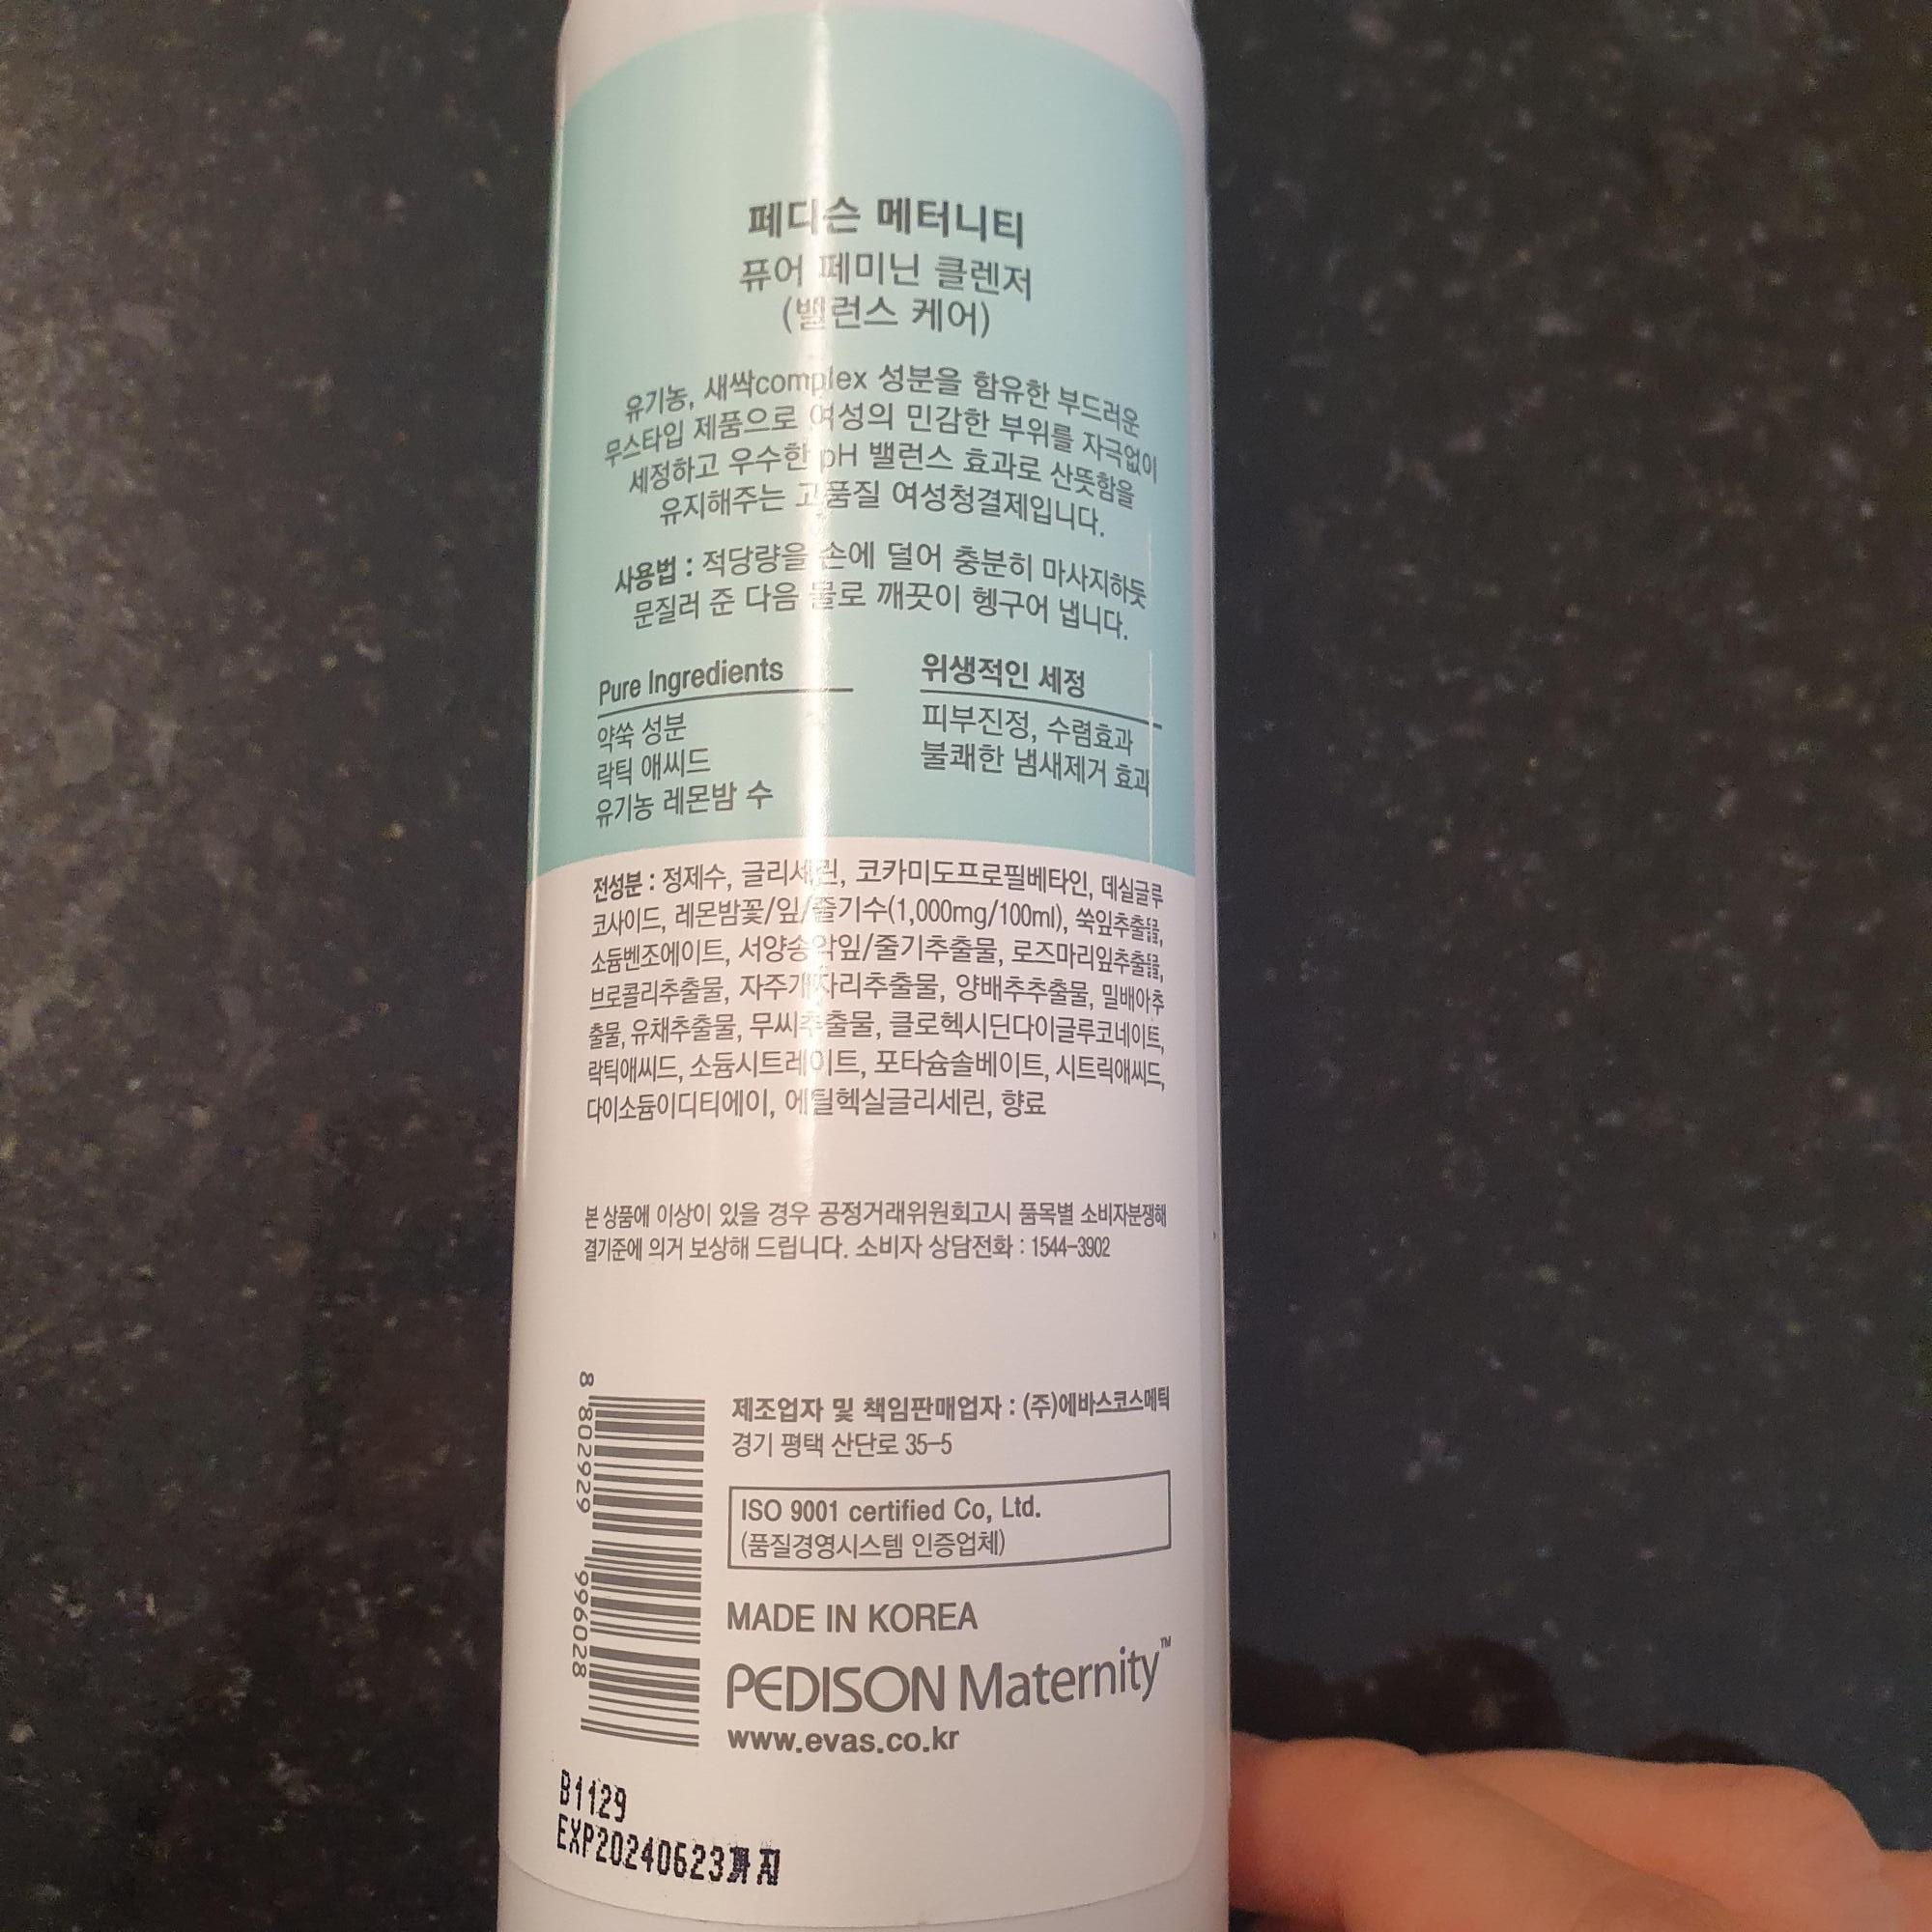 페디슨 메터니티
퓨어 페미닌 클렌저
(밸런스 케어)
유기농, 새싹complex 성분을 함유한 부드러운
무스타입 제품으로 여성의 민감한 부위를 자극없이
세정하고 우수한 pH 밸런스 효과로 산뜻함을
유지해주는 고품질 여성청결제입니다.
사용법 : 적당량을 손에 덜어 충분히 마사지하듯
문질러 준 다음 물로 깨끗이 헹구어 냅니다.
Pure Ingredients
약쑥 성분
락틱 애씨드
유기농 레몬밤 수
위생적인 세정
피부진정, 수렴효과
불쾌한 냄새제거 효과
전성분 : 정제수, 글리세린, 코카미도프로필베타인, 데실글루
코사이드, 레몬밤꽃/잎/줄기수(1,000mg/100ml), 쑥잎추출물,
소듐벤조에이트, 서양송악잎/줄기추출물, 로즈마리잎추출물,
브로콜리추출물, 자주개자리추출물, 양배추추출물, 밀배아추
출물, 유채추출물, 무씨추출물, 클로헥시딘다이글루코네이트,
락틱애씨드, 소듐시트레이트, 포타슘솔베이트, 시트릭애씨드,
다이소듐이디티에이, 에틸헥실글리세린, 향료
본 상품에 이상이 있을 경우 공정거래위원회고시 품목별 소비자분쟁해
결기준에 의거 보상해 드립니다. 소비자 상담전화 : 1544-3902
8 802929 996028
제조업자 및 책임판매업자 : (주)에바스코스메틱
경기 평택 산단로 35-5
ISO 9001 certified Co, Ltd.
(품질경영시스템 인증업체)
MADE IN KOREA
PEDISON Maternity™
www.evas.co.kr
B1129
EXP20240623까지